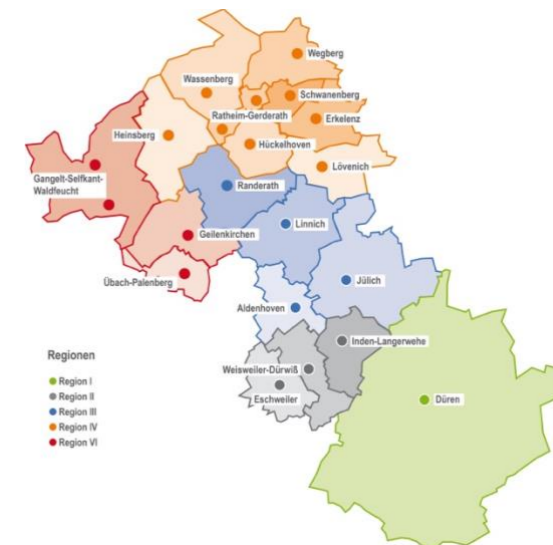 Wegberg
Wassenberg
Schwanenberg
Ratheim-Gerderath
Erkelenz
Heinsberg
Hückelhoven
Lövenich
Gangelt-Selfkant-
Waldfeucht
Randerath
Linnich
Geilenkirchen
Übach-Palenberg
Jülich
Aldenhoven
Inden-Langerwehe
Weisweiler-Dürwiß
Eschweiler
Düren
Regionen
Region I
Region II
Region III
Region IV
Region VI